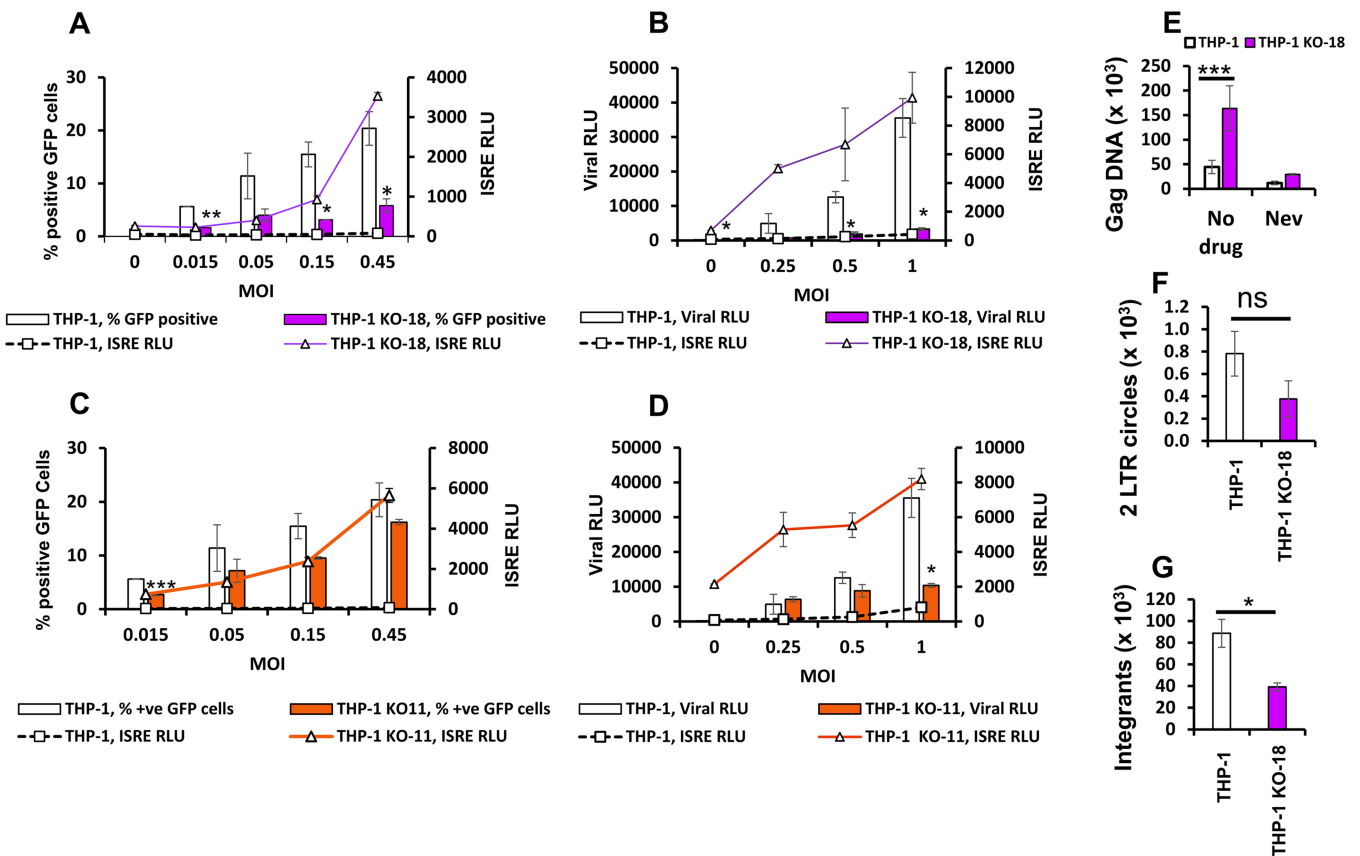 A
30
20
10
0
% positive GFP cells
4000
3000
2000
1000
0
ISRE RLU
**
*
*
0 0.015 0.05 0.15 0.45
MOI
THP-1, % GFP positive THP-1 KO-18, % GFP positive
THP-1, ISRE RLU THP-1 KO-18, ISRE RLU
B
50000
40000
30000
20000
10000
0
Viral RLU
12000
10000
8000
6000
4000
2000
0
ISRE RLU
*
*
*
0 0.25 0.5 1
MOI
THP-1, Viral RLU THP-1 KO-18, Viral RLU
THP-1, ISRE RLU THP-1 KO-18, ISRE RLU
C
30
20
10
0
% positive GFP Cells
8000
6000
4000
2000
0
ISRE RLU
***
0.015 0.05 0.15 0.45
MOI
THP-1, % +ve GFP cells THP-1 KO11, % +ve GFP cells
THP-1, ISRE RLU THP-1 KO-11, ISRE RLU
D
50000
40000
30000
20000
10000
0
Viral RLU
10000
8000
6000
4000
2000
0
ISRE RLU
*
0 0.25 0.5 1
MOI
THP-1, Viral RLU THP-1 KO-11, Viral RLU
THP-1, ISRE RLU THP-1 KO-11, ISRE RLU
E
THP-1 THP-1 KO-18
Gag DNA (x 10³)
250
200
150
100
50
0
***
No Nev
drug
F
2 LTR circles (x 10³)
1.2
1.0
0.8
0.6
0.4
0.2
0.0
ns
THP-1
THP-1 KO-18
G
Integrants (x 10³)
120
100
80
60
40
20
0
*
THP-1
THP-1 KO-18